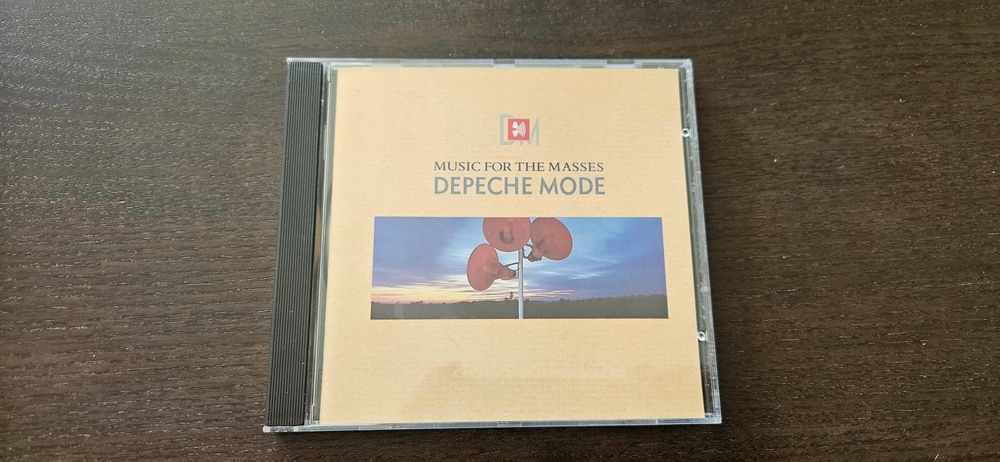 DM
MUSIC FOR THE MASSES
DEPECHE MODE